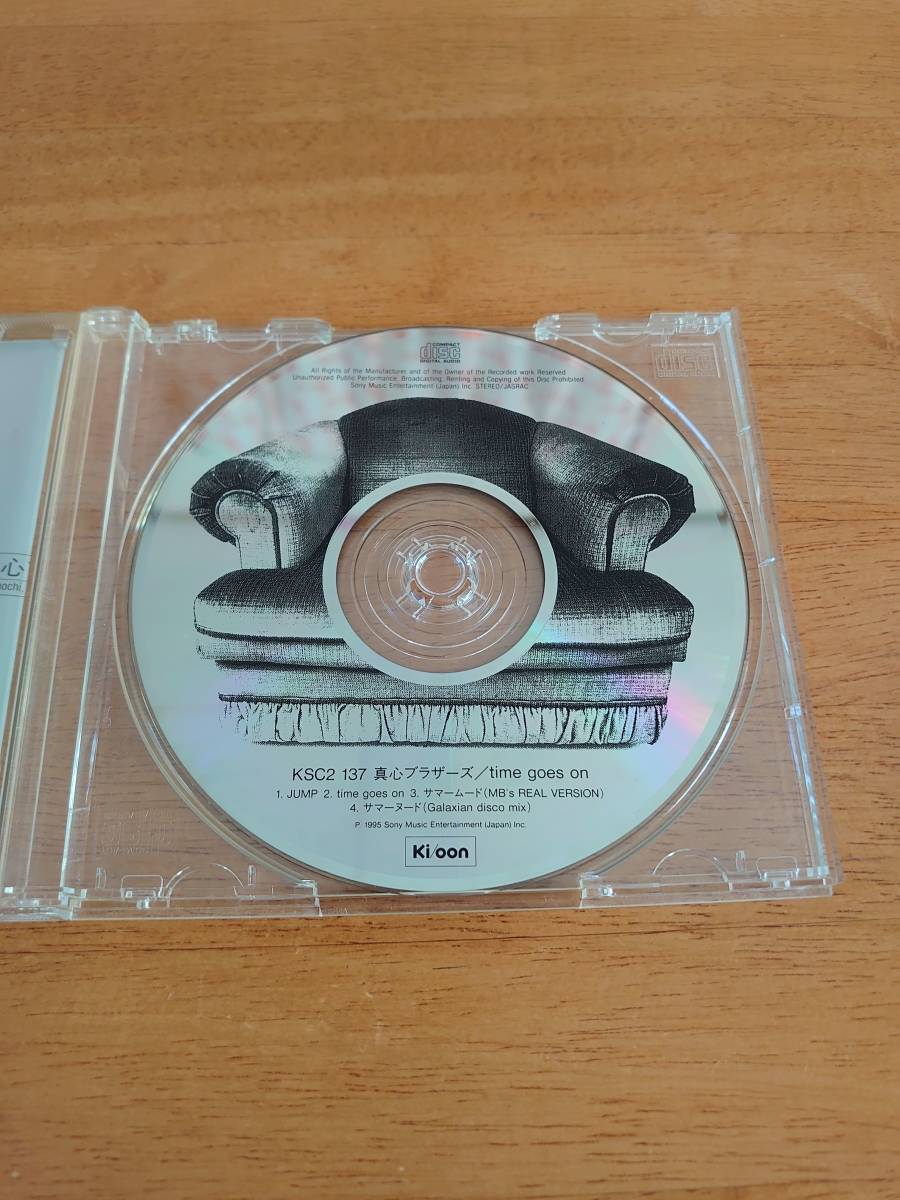 COMPACT
disc
DIGITAL AUDIO
All Rights of the Manufacturer and of the Owner of the Recorded work Reserved
Unauthorized Public Performance, Broadcasting, Renting and Copying of this Disc Prohibited
Sony Music Entertainment (Japan) Inc. STEREO/JASRAC
心
ochi,
KSC2 137 真心ブラザーズ/time goes on
1. JUMP 2. time goes on 3. サマームード(MB's REAL VERSION)
4. サマーヌード(Galaxian disco mix)
℗ 1995 Sony Music Entertainment (Japan) Inc.
Ki/oon